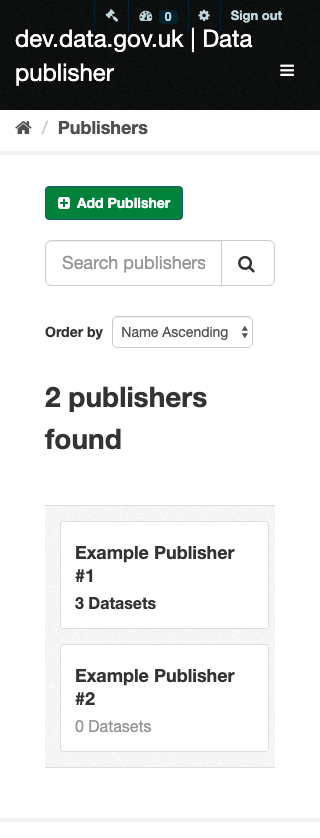 0 Sign out
dev.data.gov.uk | Data
publisher
/ Publishers
Add Publisher
Search publishers
Order by Name Ascending
2 publishers
found
Example Publisher
#1
3 Datasets
Example Publisher
#2
0 Datasets